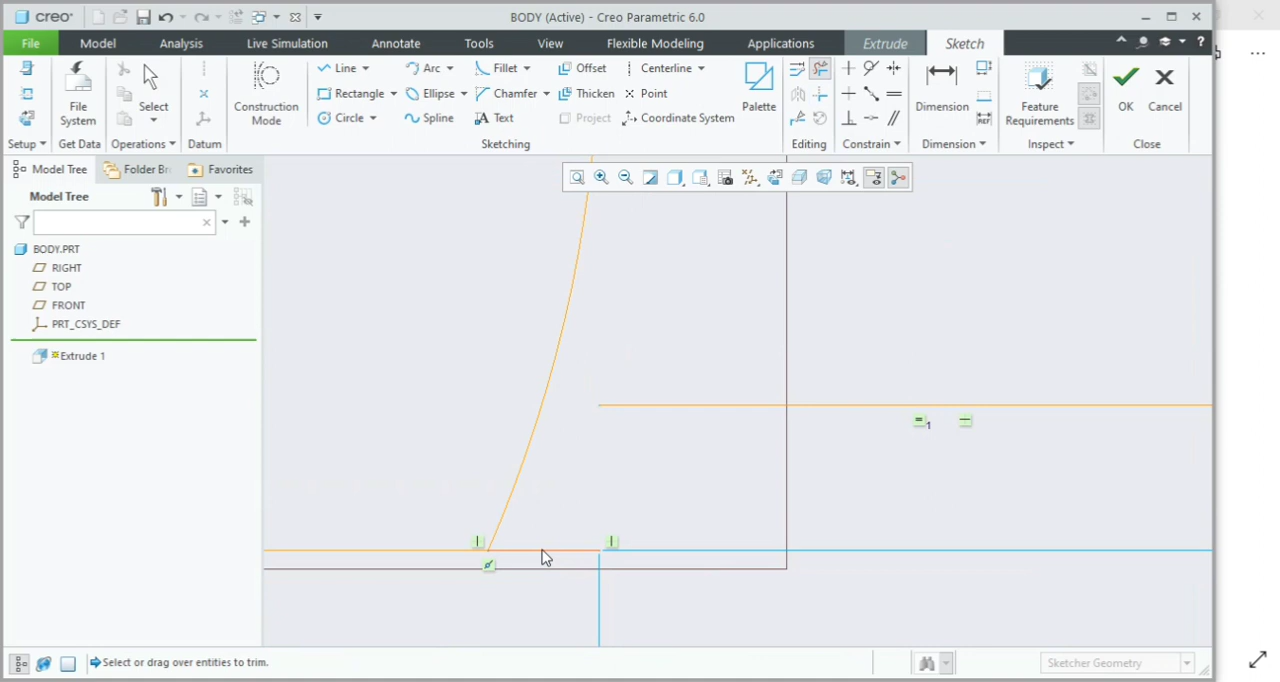 creo BODY (Active) - Creo Parametric 6.0
File Model Analysis Live Simulation Annotate Tools View Flexible Modeling Applications Extrude Sketch
Line Arc Fillet Offset Centerline
Rectangle Ellipse Chamfer Thicken Point
Circle Spline Text Project Coordinate System
File System Select Construction Mode Palette Dimension Feature Requirements OK Cancel
REF
Setup Get Data Operations Datum Sketching Editing Constrain Dimension Inspect Close
Model Tree Folder Br Favorites
Model Tree
BODY.PRT
RIGHT
TOP
FRONT
PRT_CSYS_DEF
Extrude 1
1
Select or drag over entities to trim. Sketcher Geometry